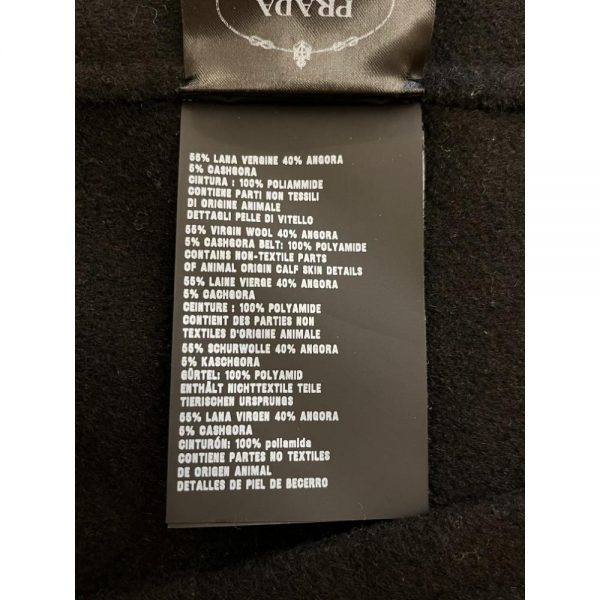 PRADA
55% LANA VERGINE 40% ANGORA
5% CASHGORA
CINTURA : 100% POLIAMMIDE
CONTIENE PARTI NON TESSILI
DI ORIGINE ANIMALE
DETTAGLI PELLE DI VITELLO
55% VIRGIN WOOL 40% ANGORA
5% CASHGORA BELT: 100% POLYAMIDE
CONTAINS NON-TEXTILE PARTS
OF ANIMAL ORIGIN CALF SKIN DETAILS
55% LAINE VIERGE 40% ANGORA
5% CACHGORA
CEINTURE : 100% POLYAMIDE
CONTIENT DES PARTIES NON
TEXTILES D'ORIGINE ANIMALE
55% SCHURWOLLE 40% ANGORA
5% KASCHGORA
GÜRTEL: 100% POLYAMID
ENTHÄLT NICHTTEXTILE TEILE
TIERISCHEN URSPRUNGS
55% LANA VIRGEN 40% ANGORA
5% CASHGORA
CINTURÓN: 100% poliamida
CONTIENE PARTES NO TEXTILES
DE ORIGEN ANIMAL
DETALLES DE PIEL DE BECERRO